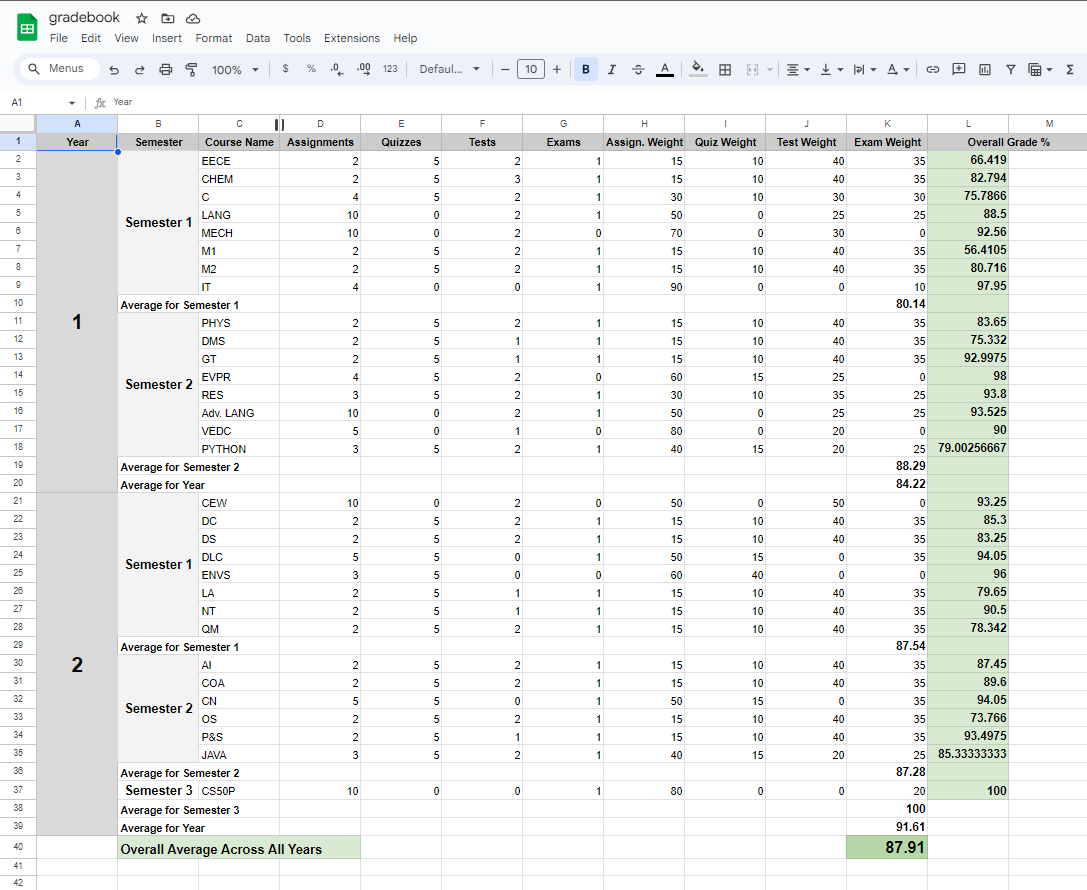 gradebook
File Edit View Insert Format Data Tools Extensions Help
Menus 100% $ % .0 .00 123 Defaul... − 10 + B I S A A Σ
A1 fx Year
A B C D E F G H I J K L M
1 Year Semester Course Name Assignments Quizzes Tests Exams Assign. Weight Quiz Weight Test Weight Exam Weight Overall Grade %
2 EECE 2 5 2 1 15 10 40 35 66.419
3 CHEM 2 5 3 1 15 10 40 35 82.794
4 C 4 5 2 1 30 10 30 30 75.7866
5 Semester 1 LANG 10 0 2 1 50 0 25 25 88.5
6 MECH 10 0 2 0 70 0 30 0 92.56
7 M1 2 5 2 1 15 10 40 35 56.4105
8 M2 2 5 2 1 15 10 40 35 80.716
9 IT 4 0 0 1 90 0 0 10 97.95
10 Average for Semester 1 80.14
11 1 PHYS 2 5 2 1 15 10 40 35 83.65
12 DMS 2 5 1 1 15 10 40 35 75.332
13 GT 2 5 1 1 15 10 40 35 92.9975
14 Semester 2 EVPR 4 5 2 0 60 15 25 0 98
15 RES 3 5 2 1 30 10 35 25 93.8
16 Adv. LANG 10 0 2 1 50 0 25 25 93.525
17 VEDC 5 0 1 0 80 0 20 0 90
18 PYTHON 3 5 2 1 40 15 20 25 79.00256667
19 Average for Semester 2 88.29
20 Average for Year 84.22
21 CEW 10 0 2 0 50 0 50 0 93.25
22 DC 2 5 2 1 15 10 40 35 85.3
23 DS 2 5 2 1 15 10 40 35 83.25
24 Semester 1 DLC 5 5 0 1 50 15 0 35 94.05
25 ENVS 3 5 0 0 60 40 0 0 96
26 LA 2 5 1 1 15 10 40 35 79.65
27 NT 2 5 1 1 15 10 40 35 90.5
28 QM 2 5 2 1 15 10 40 35 78.342
29 Average for Semester 1 87.54
30 2 AI 2 5 2 1 15 10 40 35 87.45
31 COA 2 5 2 1 15 10 40 35 89.6
32 Semester 2 CN 5 5 0 1 50 15 0 35 94.05
33 OS 2 5 2 1 15 10 40 35 73.766
34 P&S 2 5 1 1 15 10 40 35 93.4975
35 JAVA 3 5 2 1 40 15 20 25 85.33333333
36 Average for Semester 2 87.28
37 Semester 3 CS50P 10 0 0 1 80 0 0 20 100
38 Average for Semester 3 100
39 Average for Year 91.61
40 Overall Average Across All Years 87.91
41
42